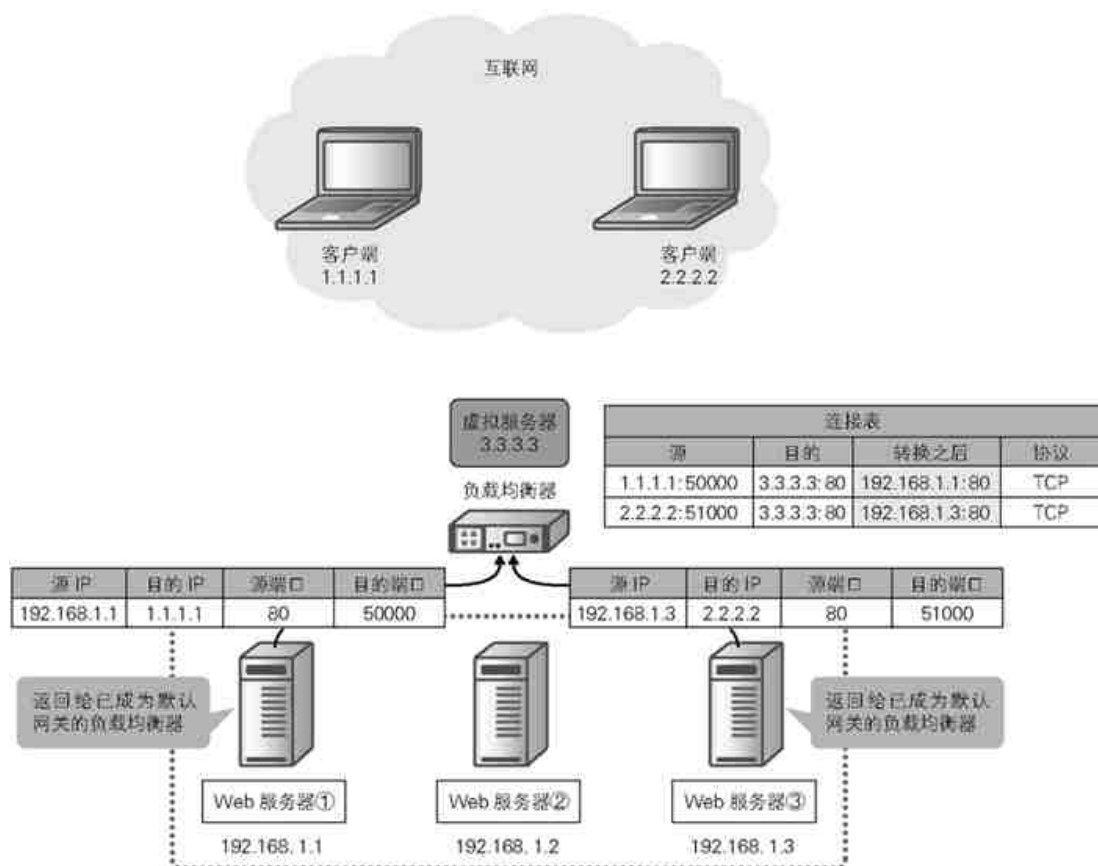 互联网
客户端
1.1.1.1
客户端
2.2.2.2
虚拟服务器
3.3.3.3
负载均衡器
连接表
源 目的 转换之后 协议
1.1.1.1:50000 3.3.3.3:80 192.168.1.1:80 TCP
2.2.2.2:51000 3.3.3.3:80 192.168.1.3:80 TCP
源 IP 目的 IP 源端口 目的端口
192.168.1.1 1.1.1.1 80 50000
源 IP 目的 IP 源端口 目的端口
192.168.1.3 2.2.2.2 80 51000
返回给已成为默认
网关的负载均衡器
返回给已成为默认
网关的负载均衡器
Web 服务器①
192.168.1.1
Web 服务器②
192.168.1.2
Web 服务器③
192.168.1.3